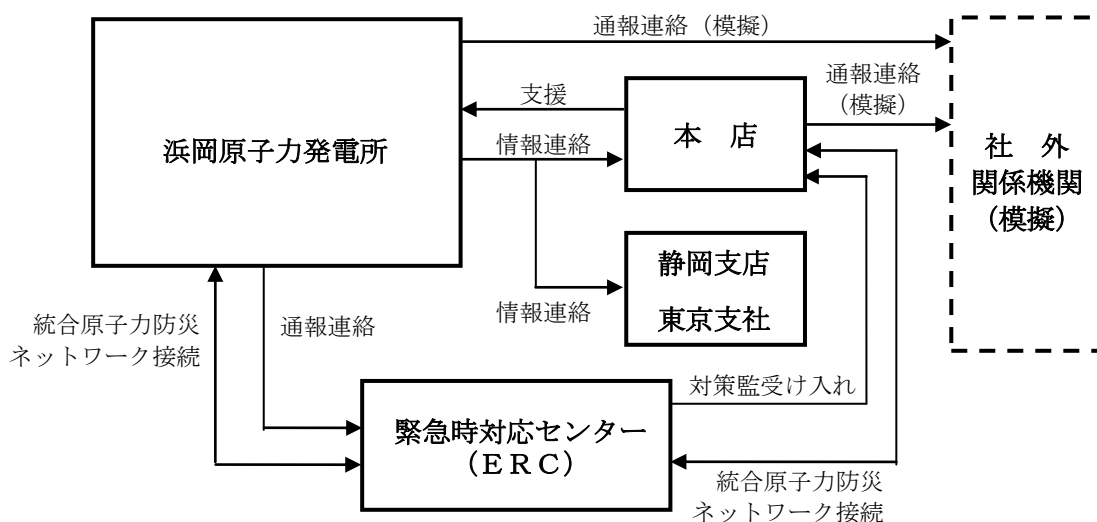 通報連絡（模擬）
支援
通報連絡
（模擬）
浜岡原子力発電所
情報連絡
本　店
社　外
関係機関
（模擬）
静岡支店
東京支社
情報連絡
統合原子力防災
ネットワーク接続
通報連絡
対策監受け入れ
緊急時対応センター
（ＥＲＣ）
統合原子力防災
ネットワーク接続